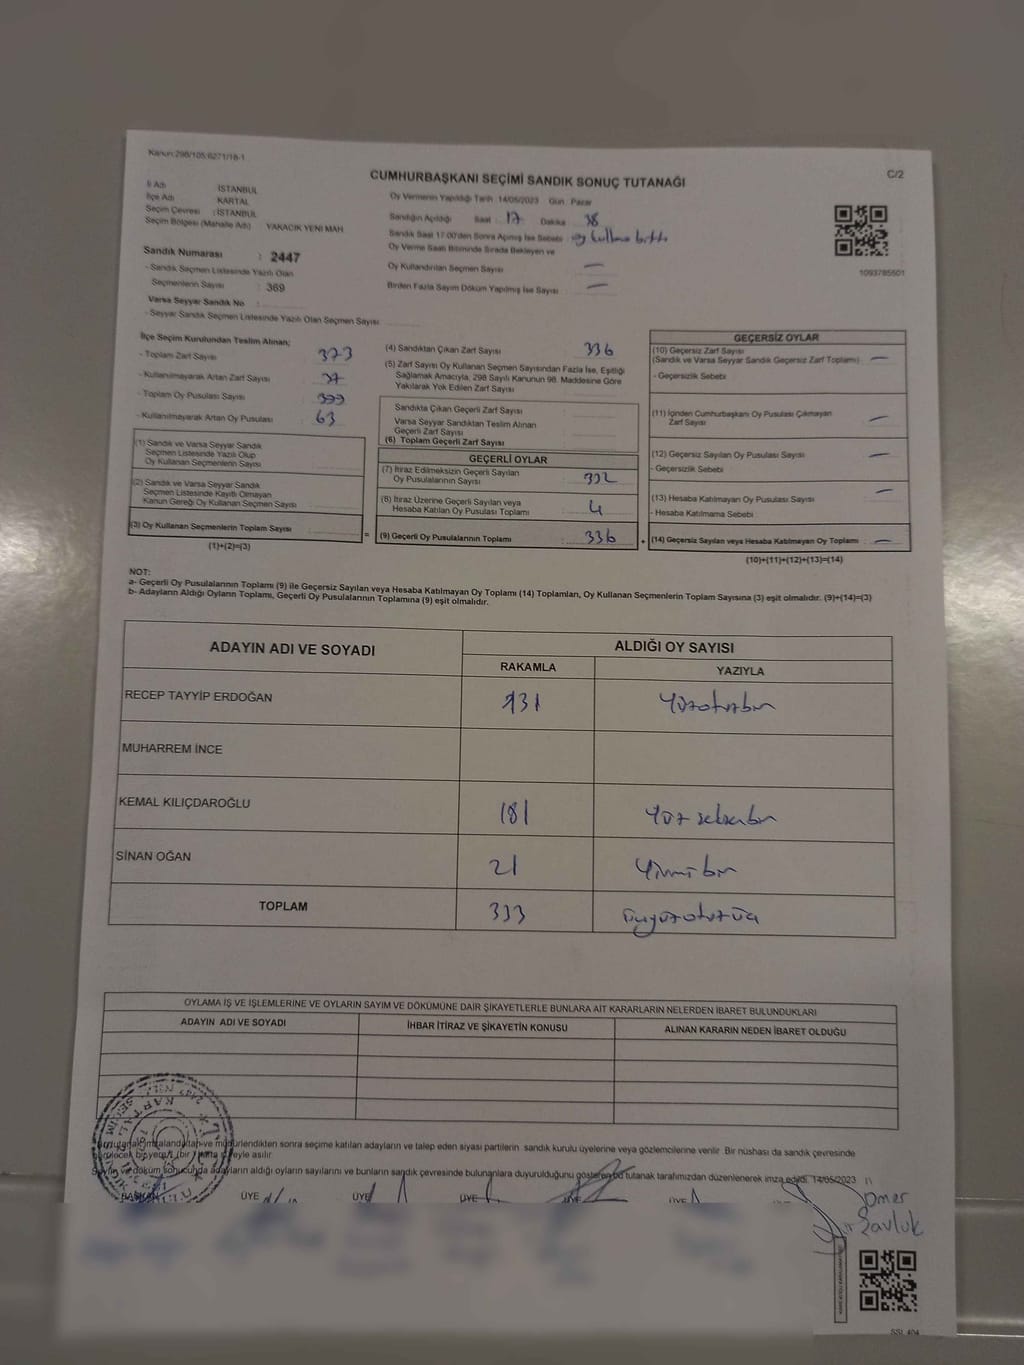 Kanun:298/105;6271/18-1
CUMHURBAŞKANI SEÇİMİ SANDIK SONUÇ TUTANAĞI
C/2
İl Adı : İSTANBUL
İlçe Adı : KARTAL
Seçim Çevresi : İSTANBUL
Seçim Bölgesi (Mahalle Adı) YAKACIK YENİ MAH.
Oy Vermenin Yapıldığı Tarih 14/05/2023 Gün Pazar
Sandığın Açıldığı Saat : 17 Dakika 38
Sandık Saat 17:00'den Sonra Açılmış İse Sebebi : oy kullanma bitti
Oy Verme Saati Bitiminde Sırada Bekleyen ve
Oy Kullandırılan Seçmen Sayısı —
Birden Fazla Sayım Döküm Yapılmış İse Sayısı —
1093785501
Sandık Numarası : 2447
- Sandık Seçmen Listesinde Yazılı Olan
Seçmenlerin Sayısı : 369
Varsa Seyyar Sandık No :
- Seyyar Sandık Seçmen Listesinde Yazılı Olan Seçmen Sayısı
İlçe Seçim Kurulundan Teslim Alınan;
- Toplam Zarf Sayısı 373
- Kullanılmayarak Artan Zarf Sayısı 37
- Toplam Oy Pusulası Sayısı 399
- Kullanılmayarak Artan Oy Pusulası 63
(1) Sandık ve Varsa Seyyar Sandık
Seçmen Listesinde Yazılı Olup
Oy Kullanan Seçmenlerin Sayısı
(2) Sandık ve Varsa Seyyar Sandık
Seçmen Listesinde Kayıtlı Olmayan
Kanun Gereği Oy Kullanan Seçmen Sayısı
(3) Oy Kullanan Seçmenlerin Toplam Sayısı
(1)+(2)=(3)
(4) Sandıktan Çıkan Zarf Sayısı 336
(5) Zarf Sayısı Oy Kullanan Seçmen Sayısından Fazla İse, Eşitliği
Sağlamak Amacıyla, 298 Sayılı Kanunun 98. Maddesine Göre
Yakılarak Yok Edilen Zarf Sayısı
Sandıkta Çıkan Geçerli Zarf Sayısı
Varsa Seyyar Sandıktan Teslim Alınan
Geçerli Zarf Sayısı
(6) Toplam Geçerli Zarf Sayısı
GEÇERLİ OYLAR
(7) İtiraz Edilmeksizin Geçerli Sayılan
Oy Pusulalarının Sayısı 332
(8) İtiraz Üzerine Geçerli Sayılan veya
Hesaba Katılan Oy Pusulası Toplamı 4
= (9) Geçerli Oy Pusulalarının Toplamı 336
GEÇERSİZ OYLAR
(10) Geçersiz Zarf Sayısı
(Sandık ve Varsa Seyyar Sandık Geçersiz Zarf Toplamı) —
- Geçersizlik Sebebi
(11) İçinden Cumhurbaşkanı Oy Pusulası Çıkmayan
Zarf Sayısı —
(12) Geçersiz Sayılan Oy Pusulası Sayısı —
- Geçersizlik Sebebi
(13) Hesaba Katılmayan Oy Pusulası Sayısı —
- Hesaba Katılmama Sebebi
+ (14) Geçersiz Sayılan veya Hesaba Katılmayan Oy Toplamı —
(10)+(11)+(12)+(13)=(14)
NOT:
a- Geçerli Oy Pusulalarının Toplamı (9) ile Geçersiz Sayılan veya Hesaba Katılmayan Oy Toplamı (14) Toplamları, Oy Kullanan Seçmenlerin Toplam Sayısına (3) eşit olmalıdır. (9)+(14)=(3)
b- Adayların Aldığı Oyların Toplamı, Geçerli Oy Pusulalarının Toplamına (9) eşit olmalıdır.
ADAYIN ADI VE SOYADI ALDIĞI OY SAYISI
RAKAMLA YAZIYLA
RECEP TAYYİP ERDOĞAN 131 Yüzotuzbir
MUHARREM İNCE
KEMAL KILIÇDAROĞLU 181 Yüz seksenbir
SİNAN OĞAN 21 Yirmi bir
TOPLAM 333 üçyüzotuzüç
OYLAMA İŞ VE İŞLEMLERİNE VE OYLARIN SAYIM VE DÖKÜMÜNE DAİR ŞİKAYETLERLE BUNLARA AİT KARARLARIN NELERDEN İBARET BULUNDUKLARI
ADAYIN ADI VE SOYADI İHBAR İTİRAZ VE ŞİKAYETİN KONUSU ALINAN KARARIN NEDEN İBARET OLDUĞU
tutanak imzalandıktan ve mühürlendikten sonra seçime katılan adayların ve talep eden siyasi partilerin sandık kurulu üyelerine veya gözlemcilerine verilir. Bir nüshası da sandık çevresinde
görülecek bir yere 1 (bir) hafta süreyle asılır.
Sayım ve döküm sonucunda adayların aldığı oyların sayılarını ve bunların sandık çevresinde bulunanlara duyurulduğunu gösteren bu tutanak tarafımızdan düzenlenerek imza edildi. 14/05/2023
BAŞKAN ÜYE ÜYE ÜYE ÜYE ÜYE
Ömer
Savluk
SSL 404